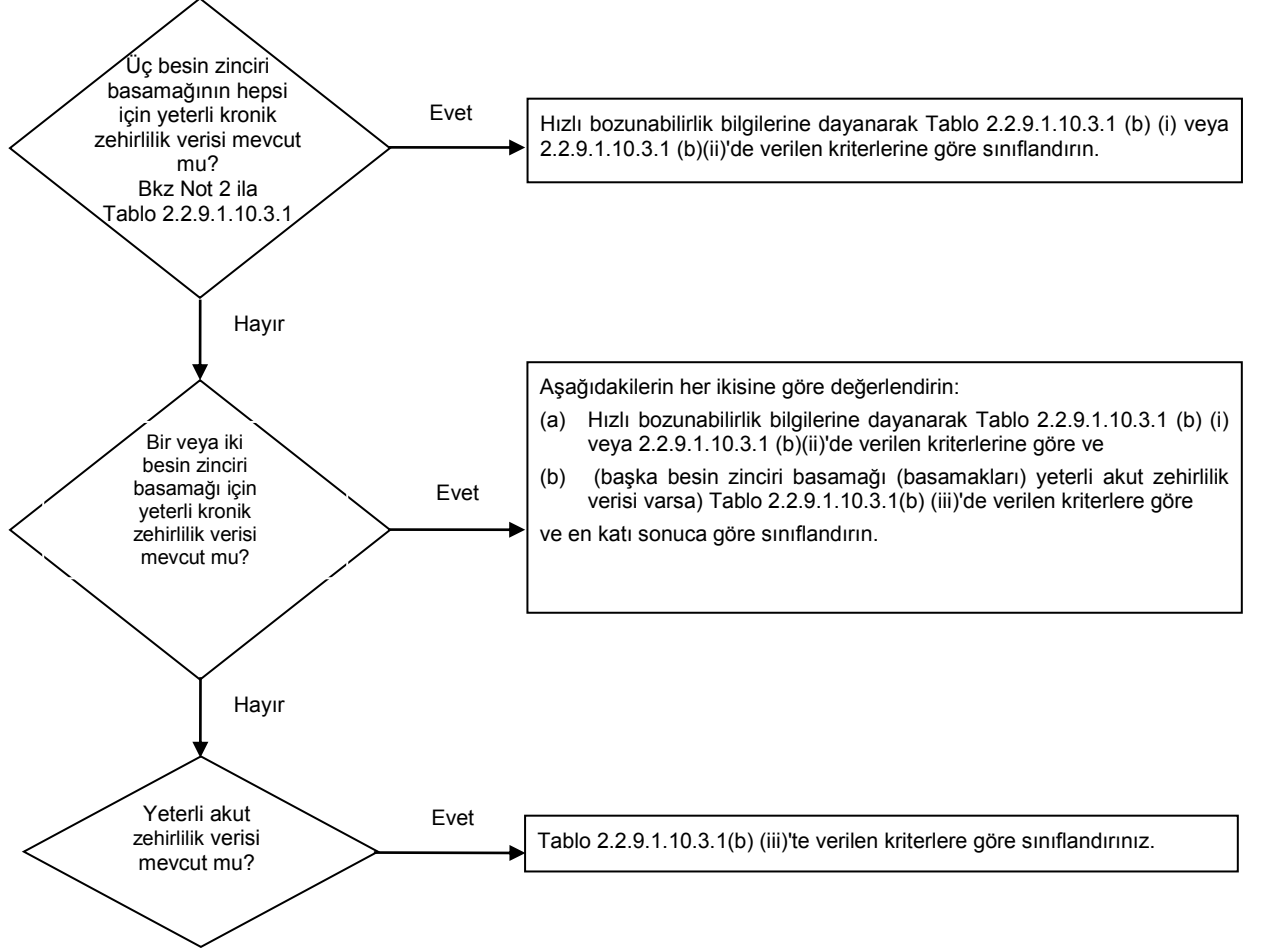 Üç besin zinciri
basamağının hepsi
için yeterli kronik
zehirlilik verisi mevcut
mu?
Bkz Not 2 ila
Tablo 2.2.9.1.10.3.1
Evet
Hızlı bozunabilirlik bilgilerine dayanarak Tablo 2.2.9.1.10.3.1 (b) (i) veya
2.2.9.1.10.3.1 (b)(ii)'de verilen kriterlerine göre sınıflandırın.
Hayır
Bir veya iki
besin zinciri
basamağı için
yeterli kronik
zehirlilik verisi
mevcut mu?
Evet
Aşağıdakilerin her ikisine göre değerlendirin:
(a) Hızlı bozunabilirlik bilgilerine dayanarak Tablo 2.2.9.1.10.3.1 (b) (i)
veya 2.2.9.1.10.3.1 (b)(ii)'de verilen kriterlerine göre ve
(b) (başka besin zinciri basamağı (basamakları) yeterli akut zehirlilik
verisi varsa) Tablo 2.2.9.1.10.3.1(b) (iii)'de verilen kriterlere göre
ve en katı sonuca göre sınıflandırın.
Hayır
Yeterli akut
zehirlilik verisi
mevcut mu?
Evet
Tablo 2.2.9.1.10.3.1(b) (iii)'te verilen kriterlere göre sınıflandırınız.